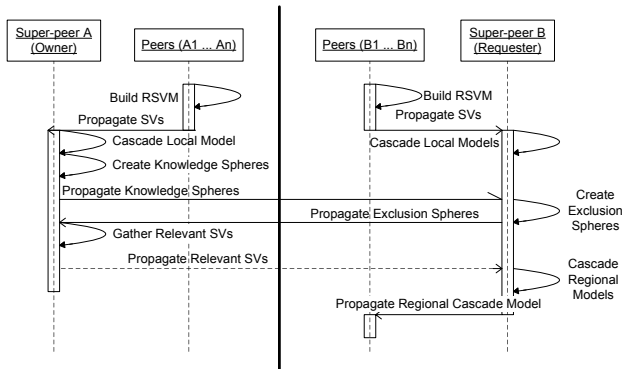 Super-peer A
(Owner)
Peers (A1 ... An)
Peers (B1 ... Bn)
Super-peer B
(Requester)
Build RSVM
Build RSVM
Propagate SVs
Propagate SVs
Cascade Local Model
Cascade Local Models
Create Knowledge Spheres
Propagate Knowledge Spheres
Create
Exclusion
Spheres
Propagate Exclusion Spheres
Gather Relevant SVs
Propagate Relevant SVs
Cascade
Regional
Models
Propagate Regional Cascade Model